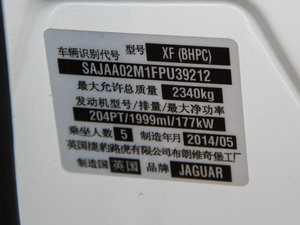 车辆识别代号 型号 XF (BHPC)
SAJAA02M1FPU39212
最大允许总质量 2340kg
发动机型号/排量/最大净功率
204PT/1999ml/177kW
乘坐人数 5 制造年月 2014/05
英国捷豹路虎有限公司布朗维奇堡工厂
制造国 英国 品牌 JAGUAR